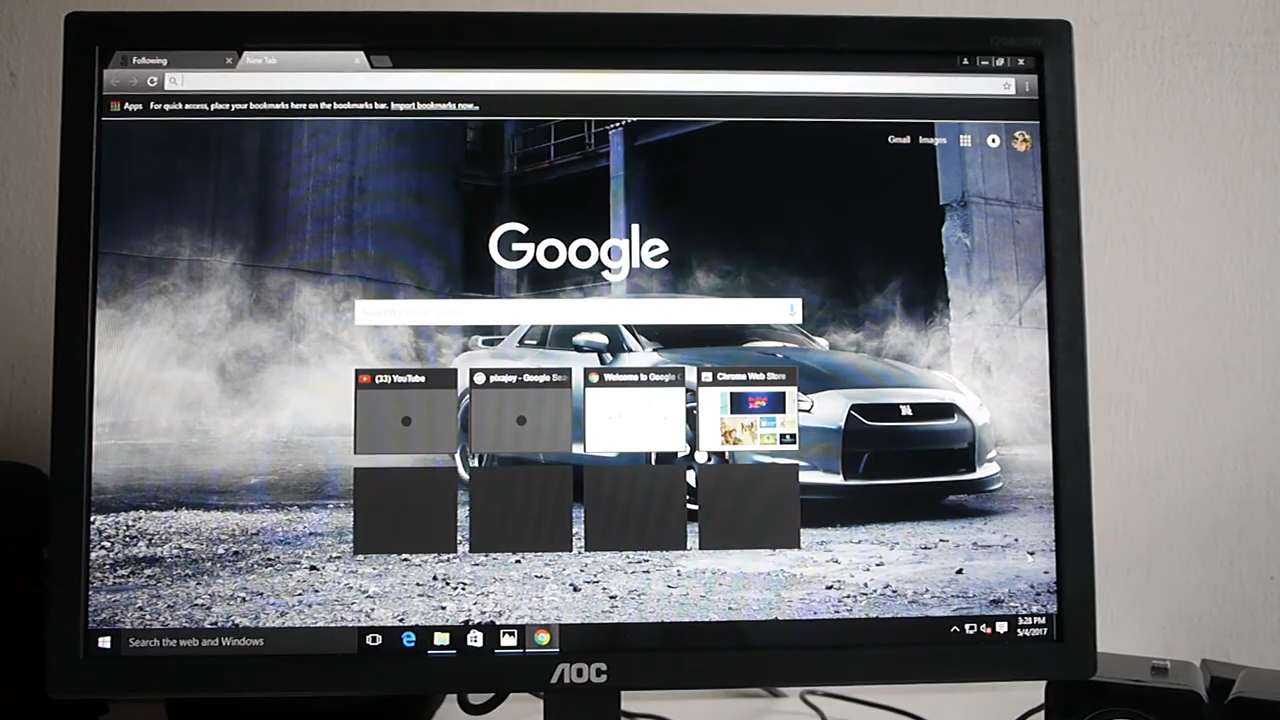 Following
New Tab
Apps For quick access, place your bookmarks here on the bookmarks bar. Import bookmarks now...
Gmail Images
Google
(33) YouTube
pixajoy - Google Sea
Welcome to Google C
Chrome Web Store
Search the web and Windows
3:28 PM
5/4/2017
AOC